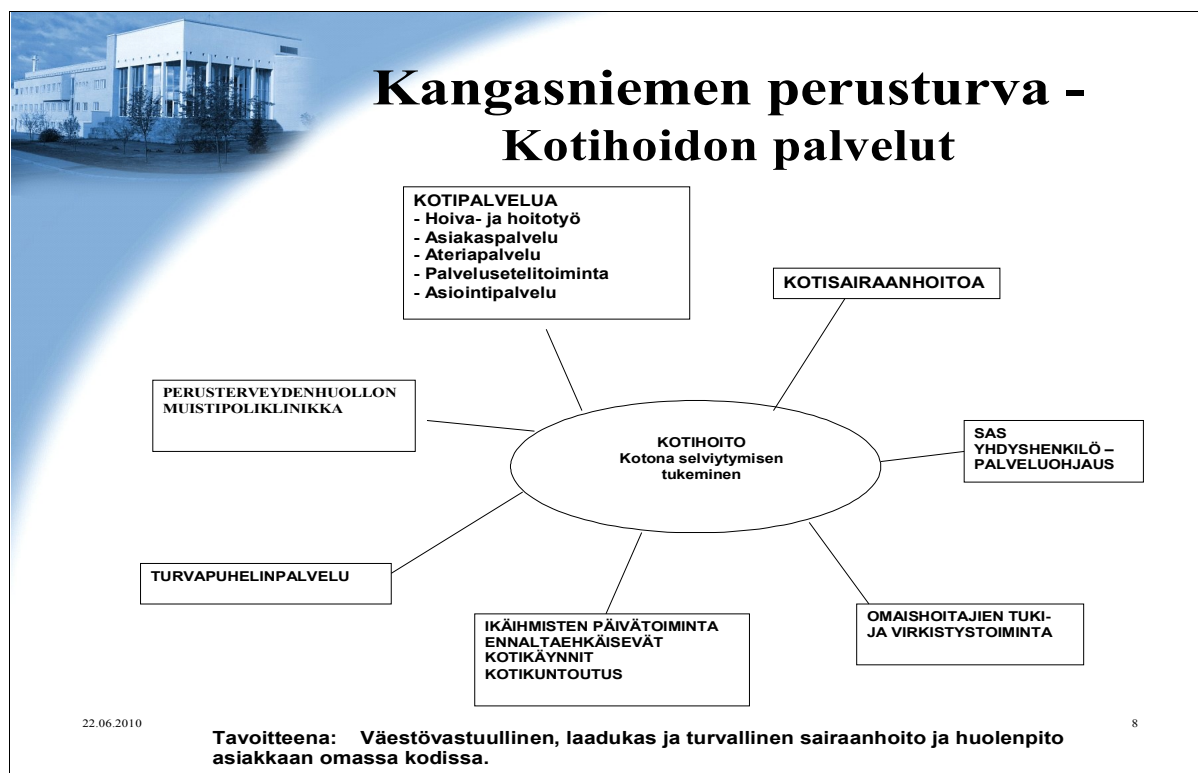 Kangasniemen perusturva -
Kotihoidon palvelut
KOTIPALVELUA
- Hoiva- ja hoitotyö
- Asiakaspalvelu
- Ateriapalvelu
- Palvelusetelitoiminta
- Asiointipalvelu
KOTISAIRAANHOITOA
PERUSTERVEYDENHUOLLON
MUISTIPOLIKLINIKKA
KOTIHOITO
Kotona selviytymisen
tukeminen
SAS
YHDYSHENKILÖ –
PALVELUOHJAUS
TURVAPUHELINPALVELU
IKÄIHMISTEN PÄIVÄTOIMINTA
ENNALTAEHKÄISEVÄT
KOTIKÄYNNIT
KOTIKUNTOUTUS
OMAISHOITAJIEN TUKI-
JA VIRKISTYSTOIMINTA
22.06.2010
8
Tavoitteena: Väestövastuullinen, laadukas ja turvallinen sairaanhoito ja huolenpito
asiakkaan omassa kodissa.